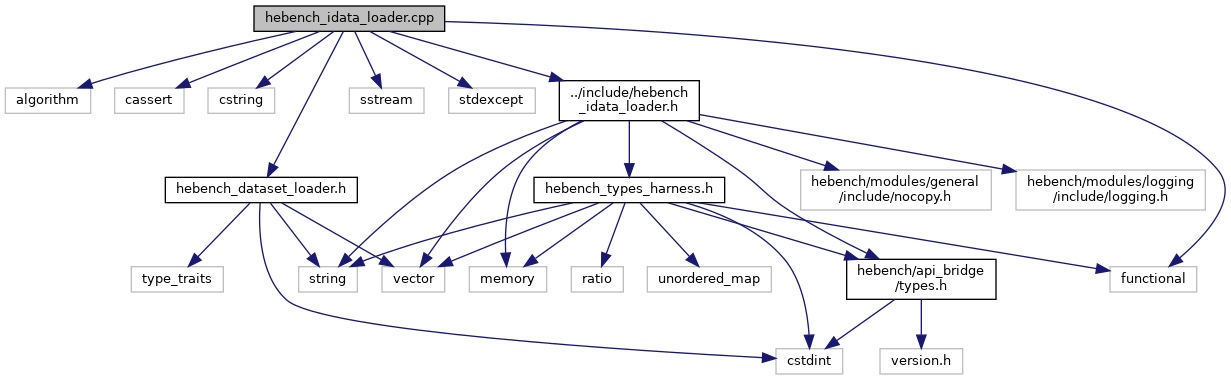 hebench_idata_loader.cpp
algorithm
cassert
cstring
sstream
stdexcept
../include/hebench
_idata_loader.h
hebench_dataset_loader.h
hebench_types_harness.h
hebench/modules/general
/include/nocopy.h
hebench/modules/logging
/include/logging.h
type_traits
string
vector
memory
ratio
unordered_map
hebench/api_bridge
/types.h
functional
cstdint
version.h